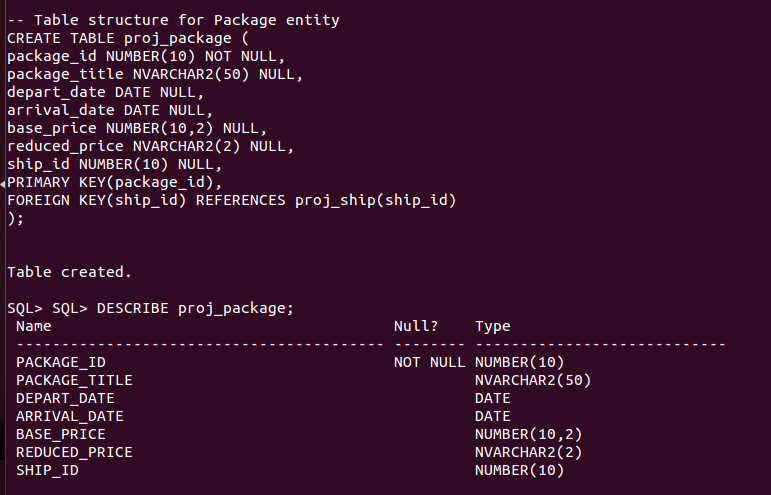 -- Table structure for Package entity
CREATE TABLE proj_package (
package_id NUMBER(10) NOT NULL,
package_title NVARCHAR2(50) NULL,
depart_date DATE NULL,
arrival_date DATE NULL,
base_price NUMBER(10,2) NULL,
reduced_price NVARCHAR2(2) NULL,
ship_id NUMBER(10) NULL,
PRIMARY KEY(package_id),
FOREIGN KEY(ship_id) REFERENCES proj_ship(ship_id)
);
Table created.
SQL> SQL> DESCRIBE proj_package;
Name Null? Type
----------------------------------------- -------- ----------------------------
PACKAGE_ID NOT NULL NUMBER(10)
PACKAGE_TITLE NVARCHAR2(50)
DEPART_DATE DATE
ARRIVAL_DATE DATE
BASE_PRICE NUMBER(10,2)
REDUCED_PRICE NVARCHAR2(2)
SHIP_ID NUMBER(10)